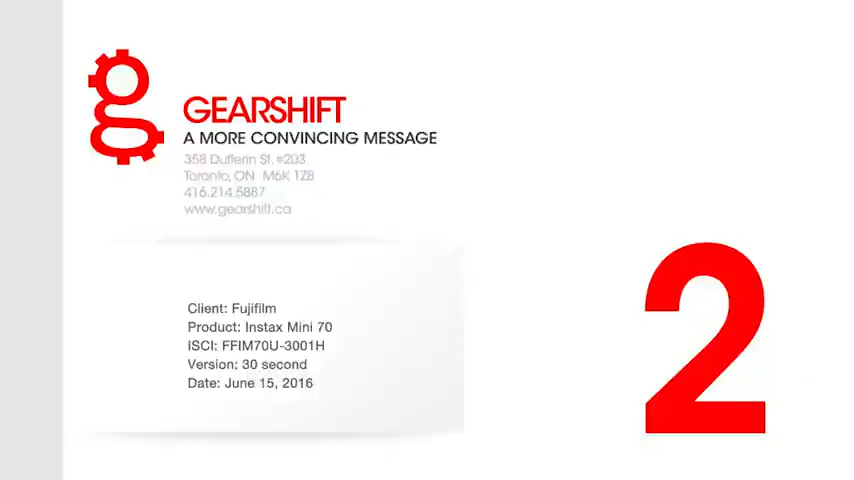 GEARSHIFT
A MORE CONVINCING MESSAGE
358 Dufferin St. #203
Toronto, ON M6K 1Z8
416.214.5887
www.gearshift.ca
Client: Fujifilm
Product: Instax Mini 70
ISCI: FFIM70U-3001H
Version: 30 second
Date: June 15, 2016
2